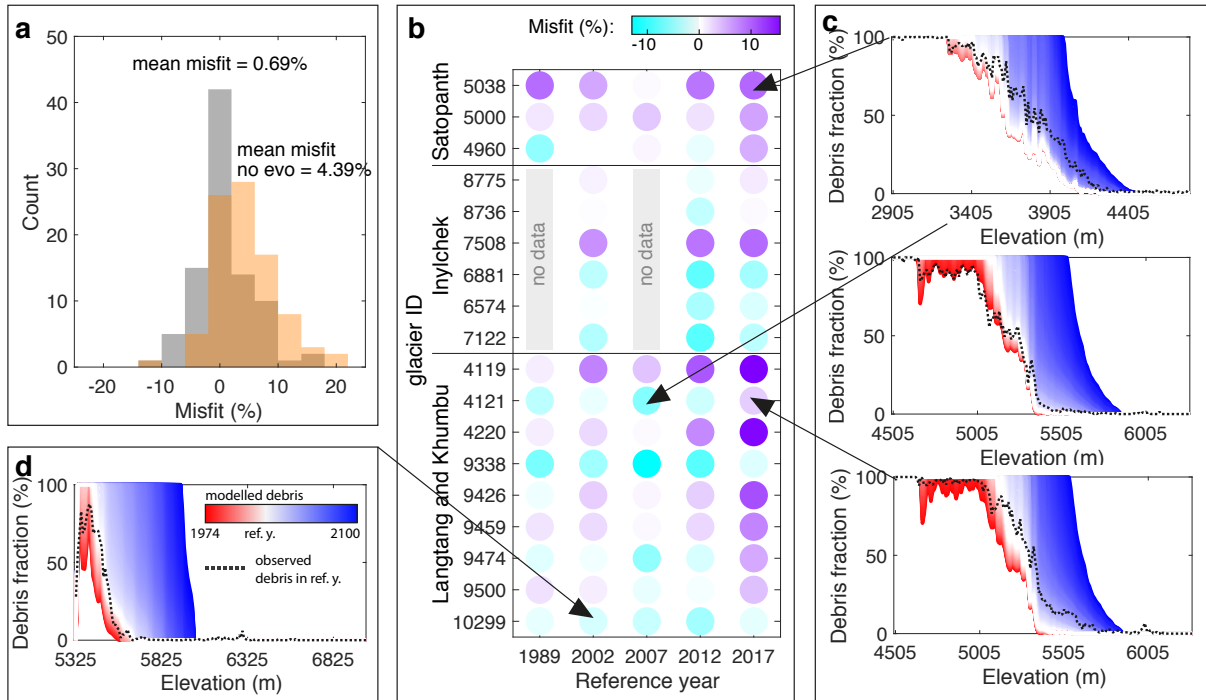 a
mean misfit = 0.69%
mean misfit
no evo = 4.39%
Count
50
40
30
20
10
0
-20 -10 0 10 20
Misfit (%)
b
Misfit (%):
-10 0 10
glacier ID
Satopanth
5038
5000
4960
Inylchek
8775
8736
7508
6881
6574
7122
no data
no data
Langtang and Khumbu
4119
4121
4220
9338
9426
9459
9474
9500
10299
1989 2002 2007 2012 2017
Reference year
c
Debris fraction (%)
100
50
0
2905 3405 3905 4405
Elevation (m)
Debris fraction (%)
100
50
0
4505 5005 5505 6005
Elevation (m)
Debris fraction (%)
100
50
0
4505 5005 5505 6005
Elevation (m)
d
Debris fraction (%)
100
50
0
modelled debris
1974 ref. y. 2100
observed
debris in ref. y.
5325 5825 6325 6825
Elevation (m)